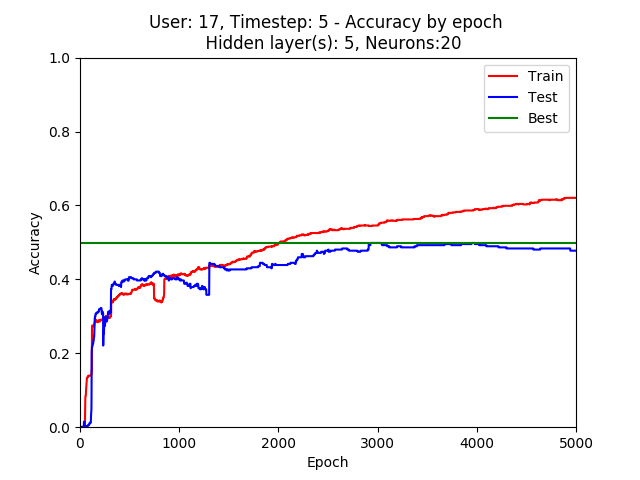 User: 17, Timestep: 5 - Accuracy by epoch
Hidden layer(s): 5, Neurons:20
1.0
0.8
0.6
0.4
0.2
0.0
Accuracy
Train
Test
Best
0 1000 2000 3000 4000 5000
Epoch